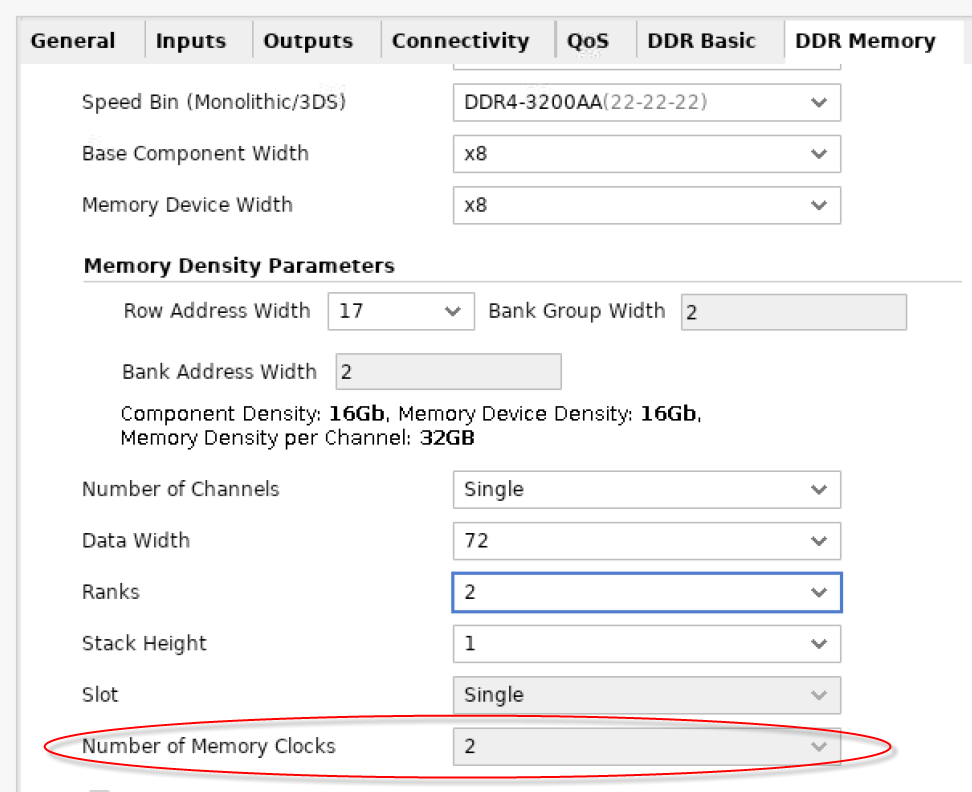 General Inputs Outputs Connectivity QoS DDR Basic DDR Memory
Speed Bin (Monolithic/3DS) DDR4-3200AA(22-22-22)
Base Component Width x8
Memory Device Width x8
Memory Density Parameters
Row Address Width 17 Bank Group Width 2
Bank Address Width 2
Component Density: 16Gb, Memory Device Density: 16Gb,
Memory Density per Channel: 32GB
Number of Channels Single
Data Width 72
Ranks 2
Stack Height 1
Slot Single
Number of Memory Clocks 2